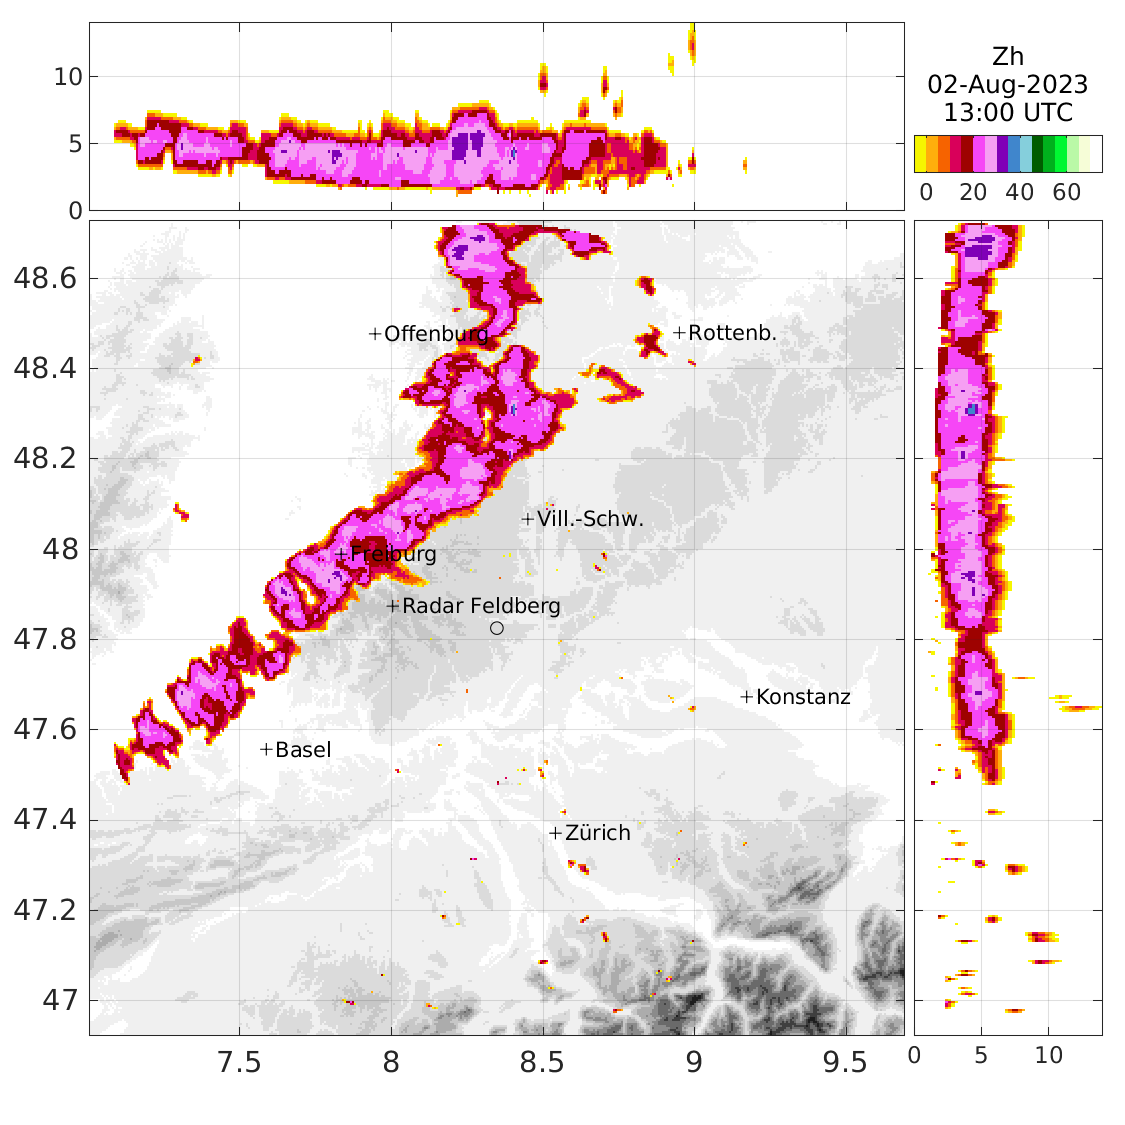 10
5
0
Zh
02-Aug-2023
13:00 UTC
0 20 40 60
48.6
48.4
48.2
48
47.8
47.6
47.4
47.2
47
+Offenburg
+Rottenb.
+Vill.-Schw.
+Freiburg
+Radar Feldberg
+Konstanz
+Basel
+Zürich
7.5 8 8.5 9 9.5
0 5 10